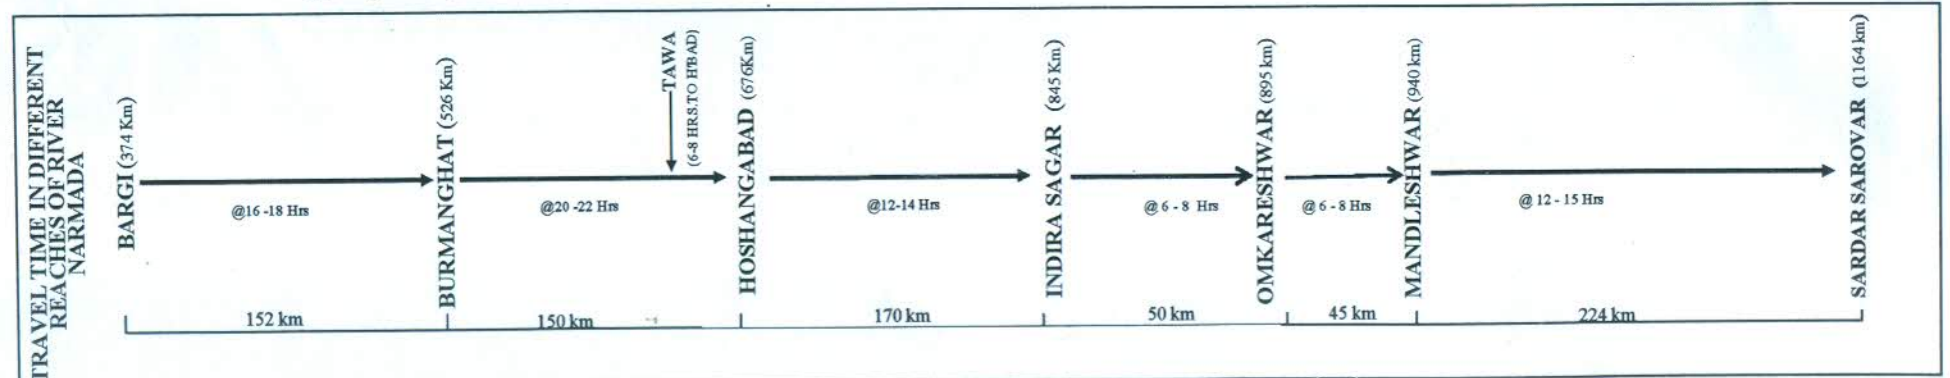 TRAVEL TIME IN DIFFERENT
REACHES OF RIVER
NARMADA
BARGI (374 Km)
@16 -18 Hrs
BURMANGHAT (526 Km)
@20 -22 Hrs
TAWA
(6-8 HRS.TO H'BAD)
HOSHANGABAD (676Km)
@12-14 Hrs
INDIRA SAGAR (845 Km)
@ 6 - 8 Hrs
OMKARESHWAR (895 km)
@ 6 - 8 Hrs
MANDLESHWAR (940 km)
@ 12 - 15 Hrs
SARDAR SAROVAR (1164 km)
152 km
150 km
170 km
50 km
45 km
224 km